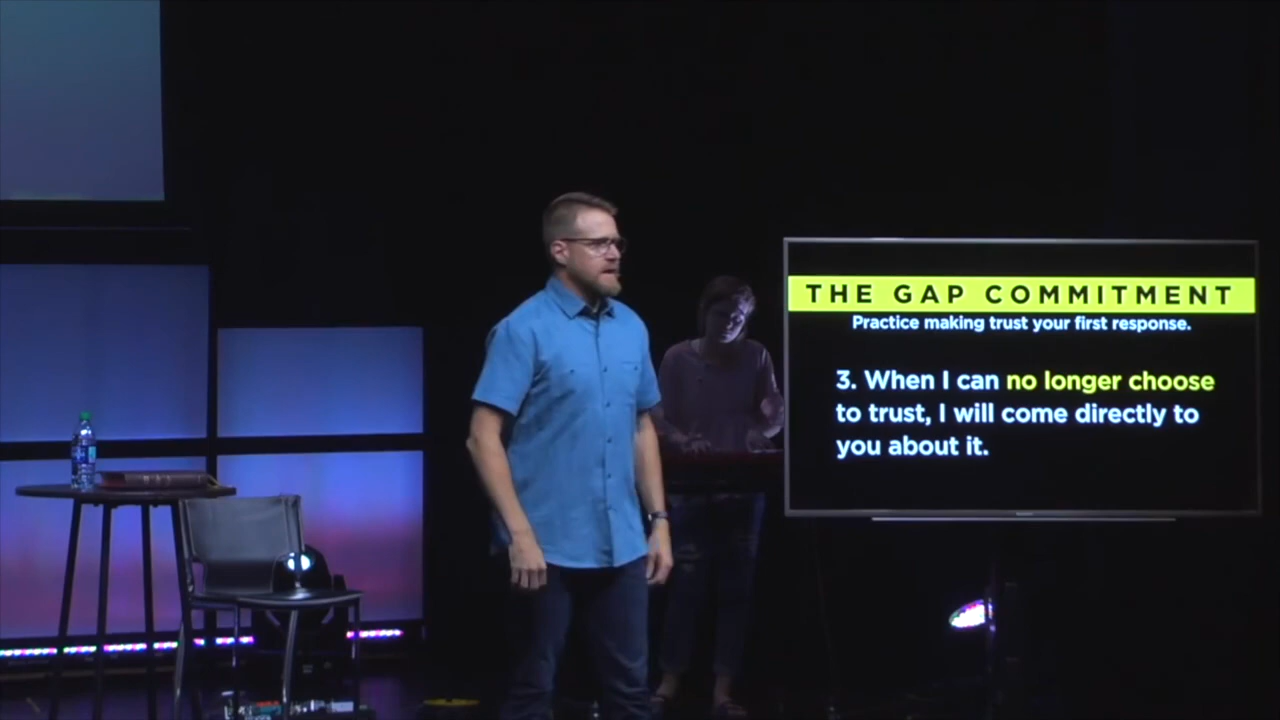 THE GAP COMMITMENT
Practice making trust your first response.
3. When I can no longer choose
to trust, I will come directly to
you about it.